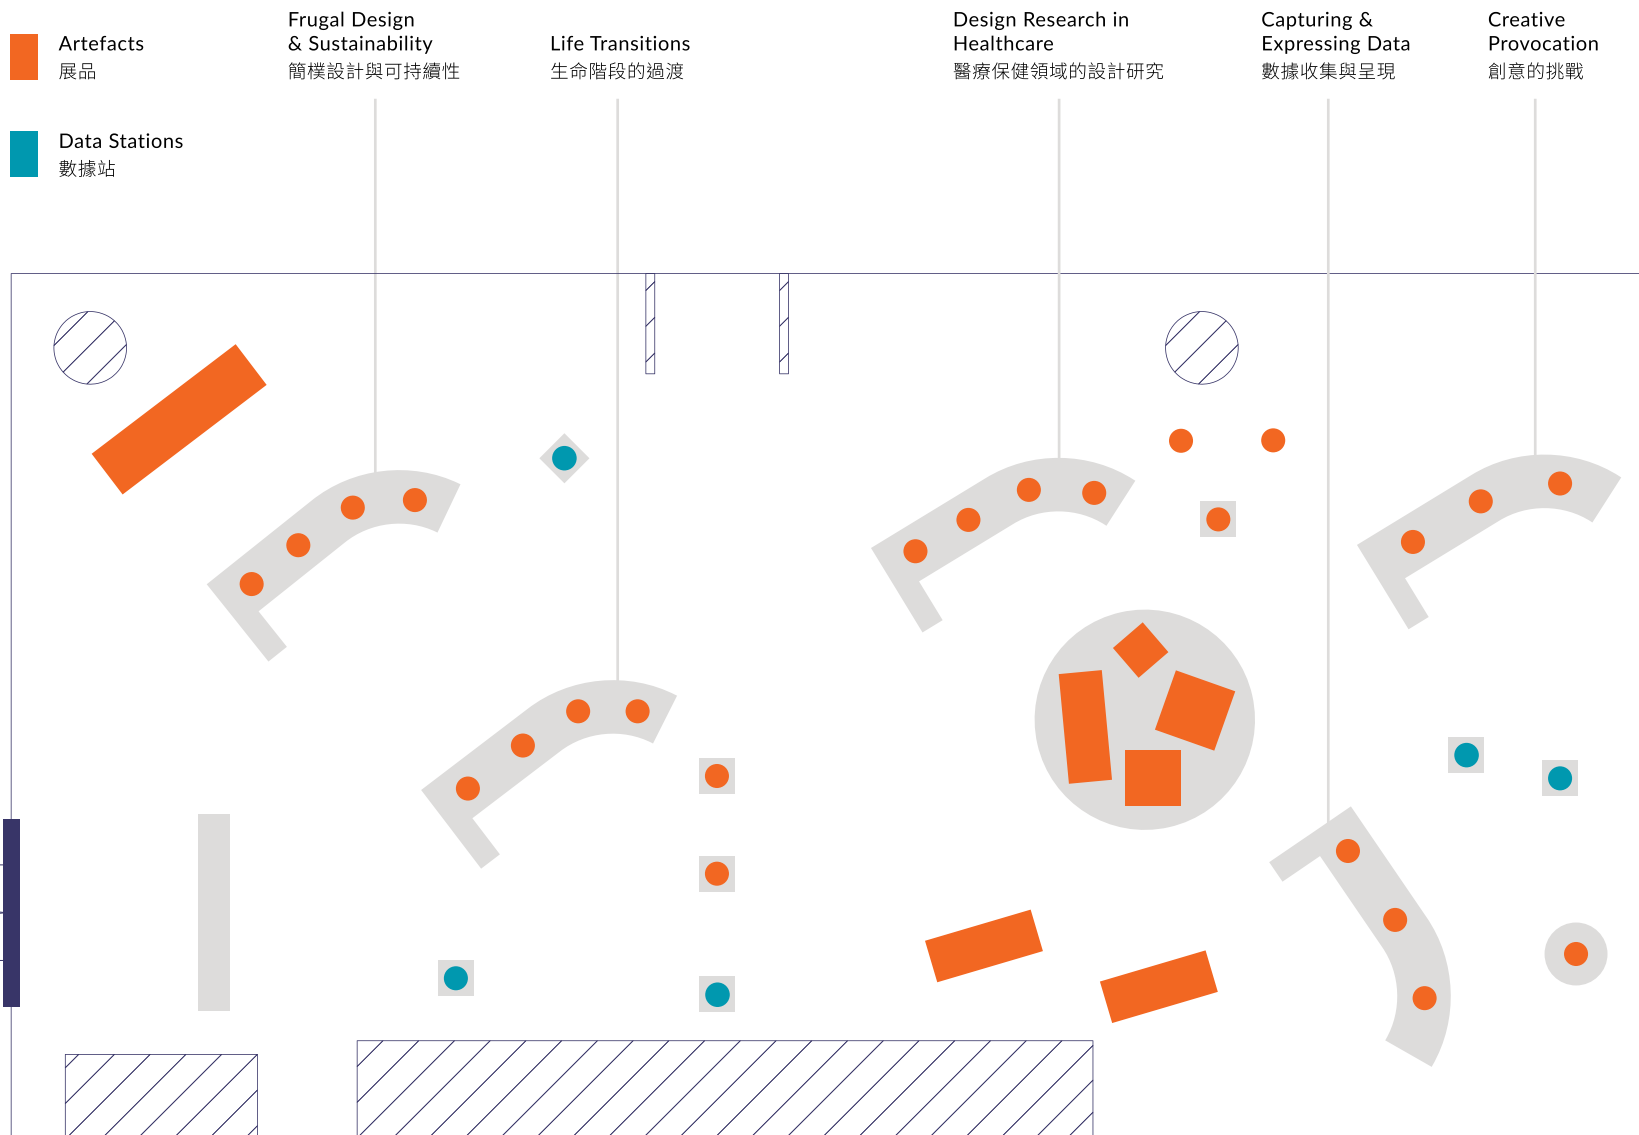 Artefacts
展品
Data Stations
數據站
Frugal Design
& Sustainability
簡樸設計與可持續性
Life Transitions
生命階段的過渡
Design Research in
Healthcare
醫療保健領域的設計研究
Capturing &
Expressing Data
數據收集與呈現
Creative
Provocation
創意的挑戰